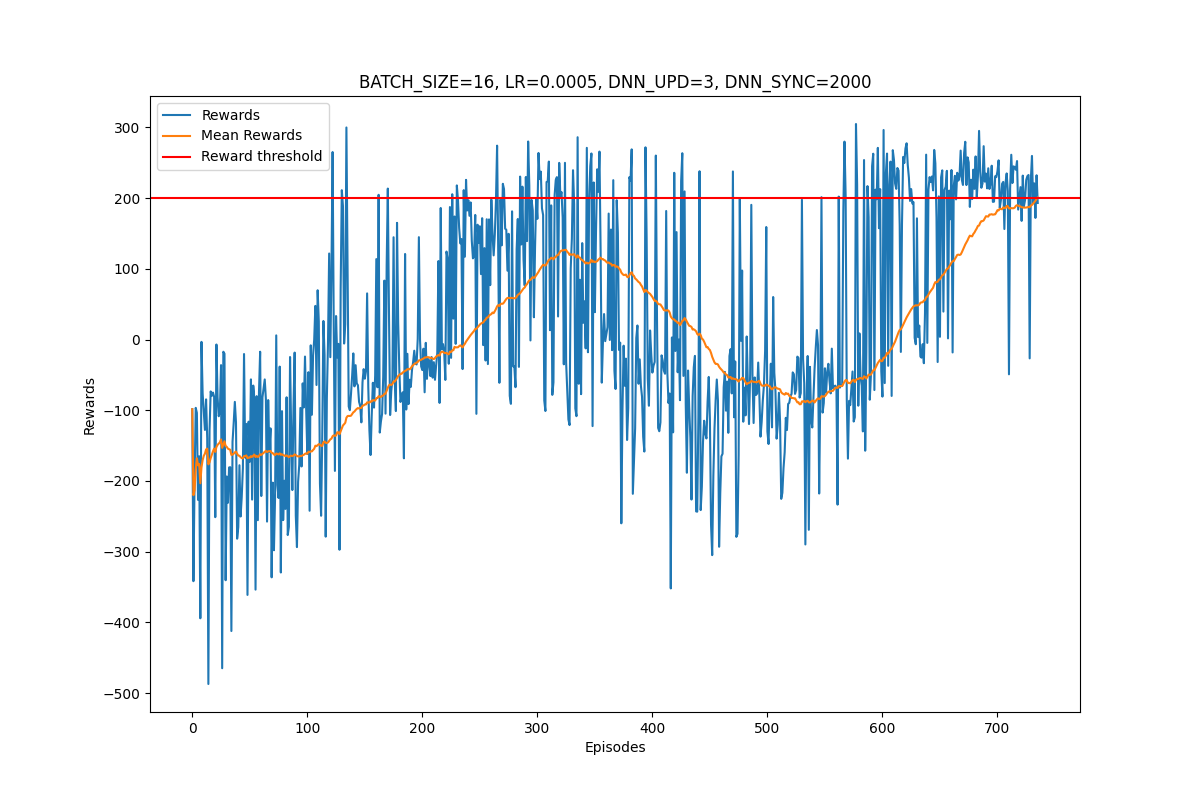 BATCH_SIZE=16, LR=0.0005, DNN_UPD=3, DNN_SYNC=2000
Rewards
Mean Rewards
Reward threshold
300
200
100
0
−100
−200
−300
−400
−500
Rewards
0 100 200 300 400 500 600 700
Episodes